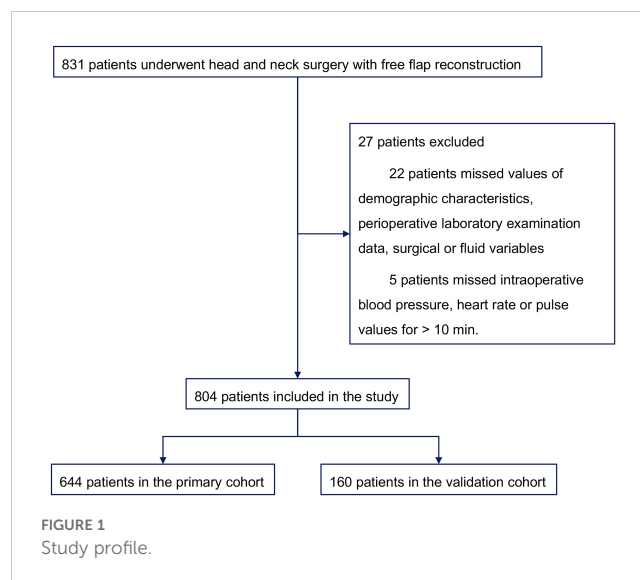 831 patients underwent head and neck surgery with free flap reconstruction
27 patients excluded
22 patients missed values of
demographic characteristics,
perioperative laboratory examination
data, surgical or fluid variables
5 patients missed intraoperative
blood pressure, heart rate or pulse
values for > 10 min.
804 patients included in the study
644 patients in the primary cohort
160 patients in the validation cohort
FIGURE 1
Study profile.